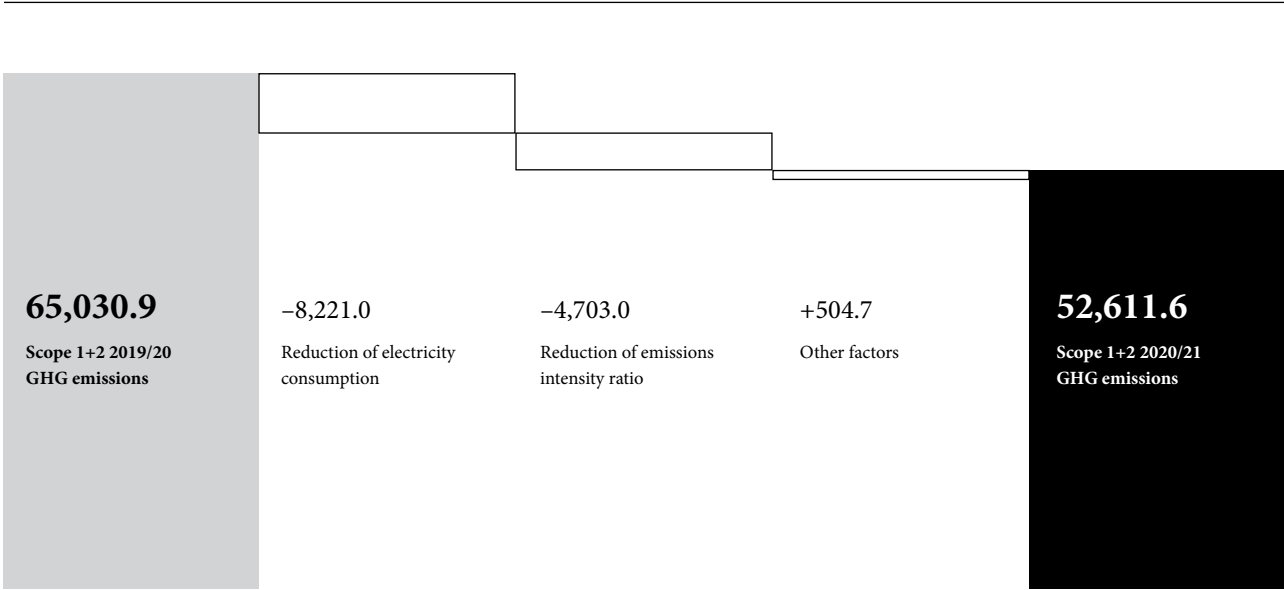 65,030.9
Scope 1+2 2019/20
GHG emissions
–8,221.0
Reduction of electricity
consumption
–4,703.0
Reduction of emissions
intensity ratio
+504.7
Other factors
52,611.6
Scope 1+2 2020/21
GHG emissions